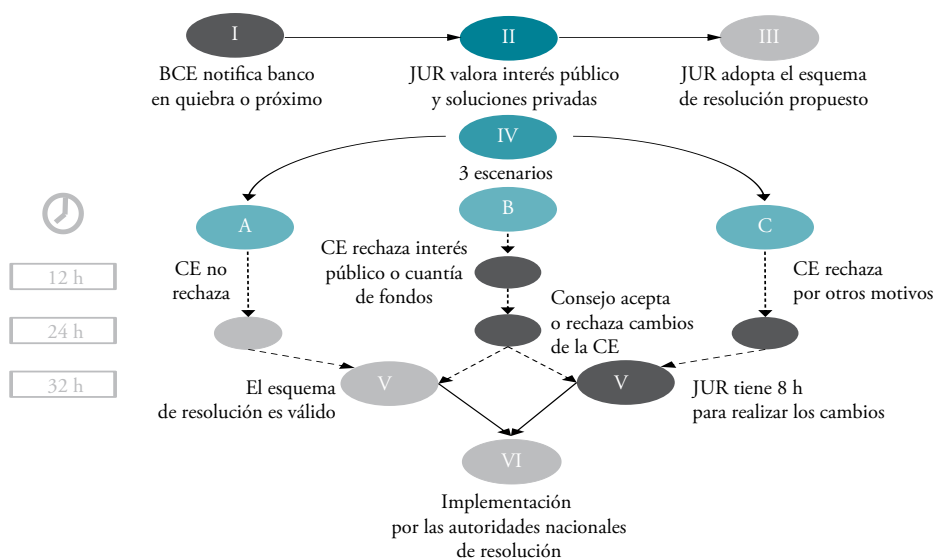 I
II
III
BCE notifica banco
en quiebra o próximo
JUR valora interés público
y soluciones privadas
JUR adopta el esquema
de resolución propuesto
IV
3 escenarios
A
B
C
CE no
rechaza
CE rechaza interés
público o cuantía
de fondos
CE rechaza
por otros motivos
12 h
24 h
32 h
Consejo acepta
o rechaza cambios
de la CE
V
V
El esquema
de resolución es válido
JUR tiene 8 h
para realizar los cambios
VI
Implementación
por las autoridades nacionales
de resolución